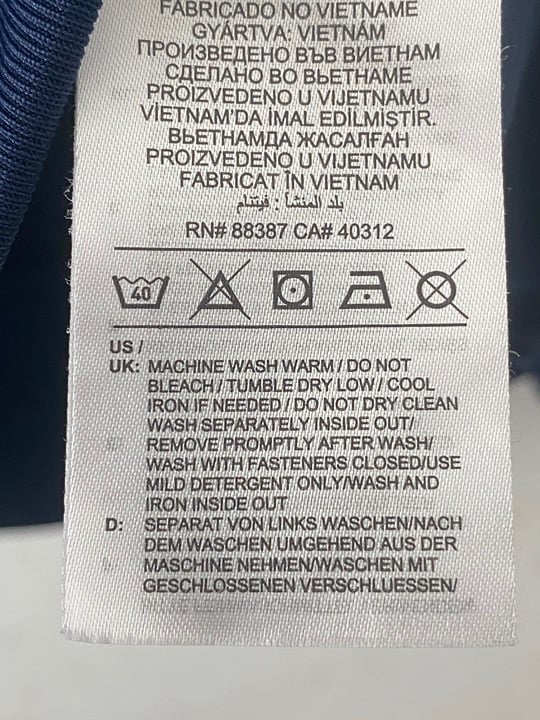 FABRICADO NO VIETNAME
GYÁRTVA: VIETNÁM
ПРОИЗВЕДЕНО ВЪВ ВИЕТНАМ
СДЕЛАНО ВО ВЬЕТНАМЕ
PROIZVEDENO U VIJETNAMU
VİETNAM'DA İMAL EDİLMİŞTİR.
ВЬЕТНАМДА ЖАСАЛҒАН
PROIZVEDENO U VIJETNAMU
FABRICAT ÎN VIETNAM
بلد المنشأ : فيتنام
RN# 88387 CA# 40312
40
US /
UK: MACHINE WASH WARM / DO NOT
BLEACH / TUMBLE DRY LOW / COOL
IRON IF NEEDED / DO NOT DRY CLEAN
WASH SEPARATELY INSIDE OUT/
REMOVE PROMPTLY AFTER WASH/
WASH WITH FASTENERS CLOSED/USE
MILD DETERGENT ONLY/WASH AND
IRON INSIDE OUT
D: SEPARAT VON LINKS WASCHEN/NACH
DEM WASCHEN UMGEHEND AUS DER
MASCHINE NEHMEN/WASCHEN MIT
GESCHLOSSENEN VERSCHLUESSEN/